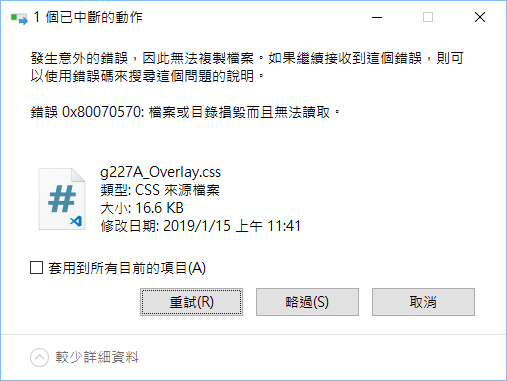 1 個已中斷的動作
發生意外的錯誤，因此無法複製檔案。如果繼續接收到這個錯誤，則可
以使用錯誤碼來搜尋這個問題的說明。
錯誤 0x80070570: 檔案或目錄損毀而且無法讀取。
g227A_Overlay.css
類型: CSS 來源檔案
大小: 16.6 KB
修改日期: 2019/1/15 上午 11:41
套用到所有目前的項目(A)
重試(R)
略過(S)
取消
較少詳細資料